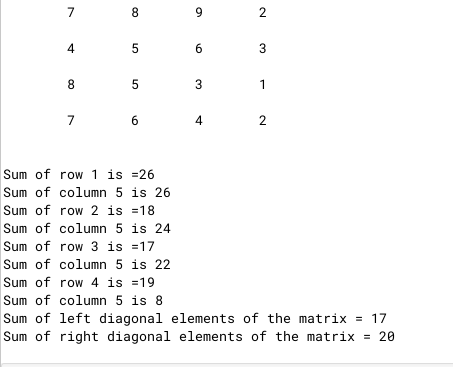 7 8 9 2
4 5 6 3
8 5 3 1
7 6 4 2
Sum of row 1 is =26
Sum of column 5 is 26
Sum of row 2 is =18
Sum of column 5 is 24
Sum of row 3 is =17
Sum of column 5 is 22
Sum of row 4 is =19
Sum of column 5 is 8
Sum of left diagonal elements of the matrix = 17
Sum of right diagonal elements of the matrix = 20